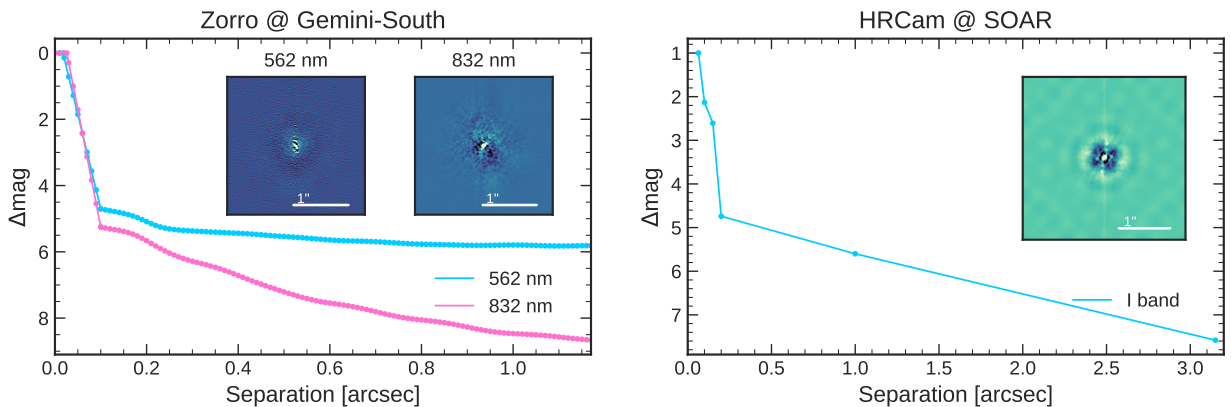 Zorro @ Gemini-South
562 nm
832 nm
1"
1"
562 nm
832 nm
0
2
4
6
8
Δmag
0.0
0.2
0.4
0.6
0.8
1.0
Separation [arcsec]
HRCam @ SOAR
1"
I band
1
2
3
4
5
6
7
Δmag
0.0
0.5
1.0
1.5
2.0
2.5
3.0
Separation [arcsec]